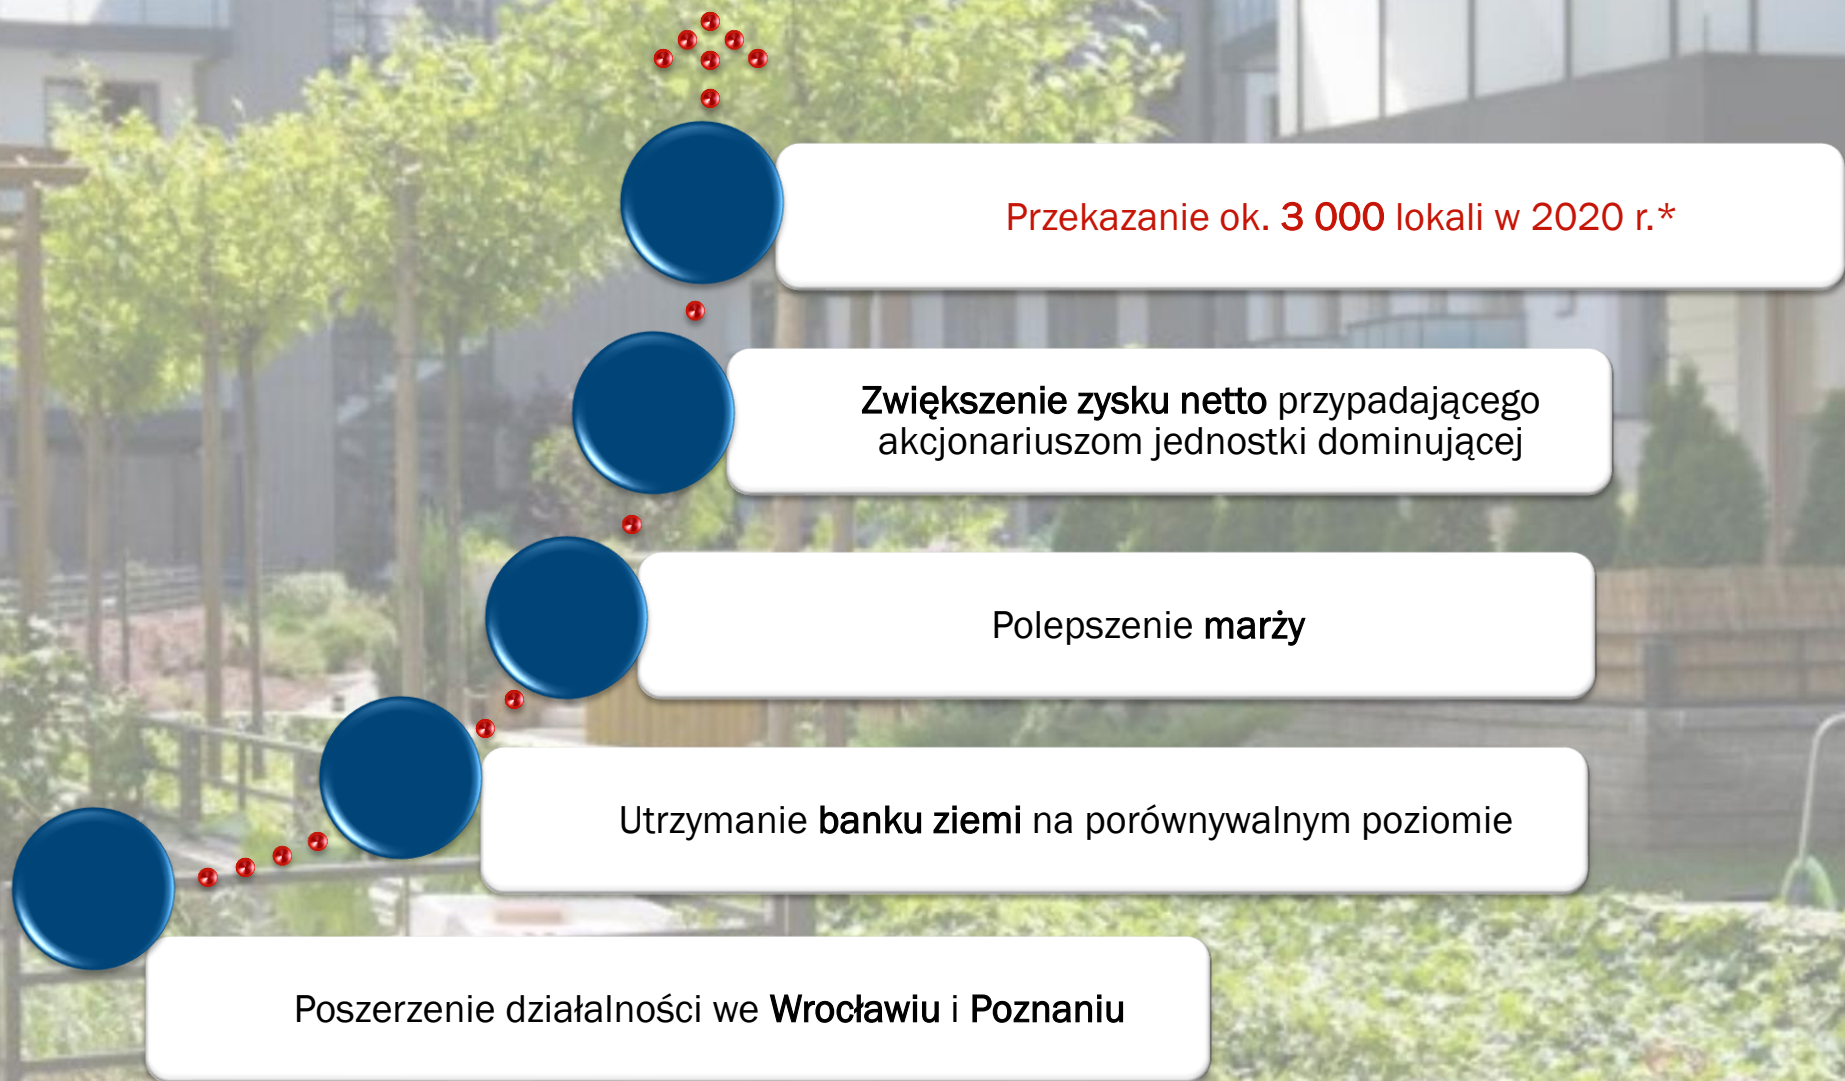 Przekazanie ok. 3 000 lokali w 2020 r.*
Zwiększenie zysku netto przypadającego
akcjonariuszom jednostki dominującej
Polepszenie marży
Utrzymanie banku ziemi na porównywalnym poziomie
Poszerzenie działalności we Wrocławiu i Poznaniu